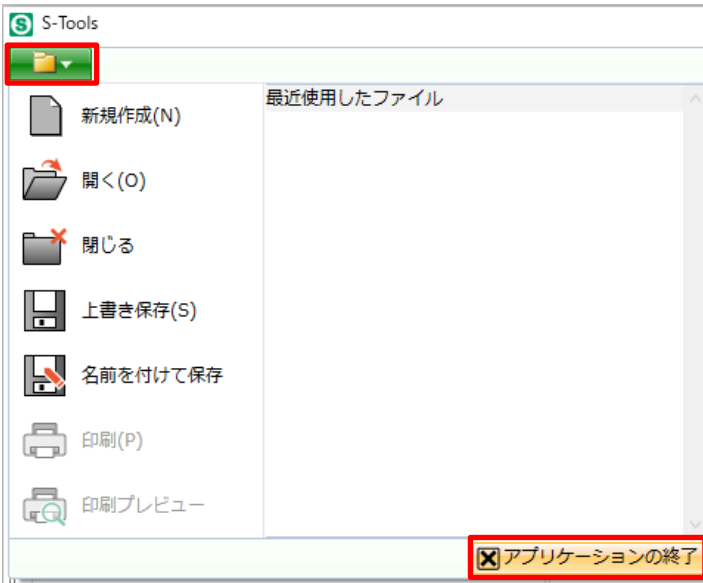 S-Tools
新規作成(N)
最近使用したファイル
開く(O)
閉じる
上書き保存(S)
名前を付けて保存
印刷(P)
印刷プレビュー
アプリケーションの終了